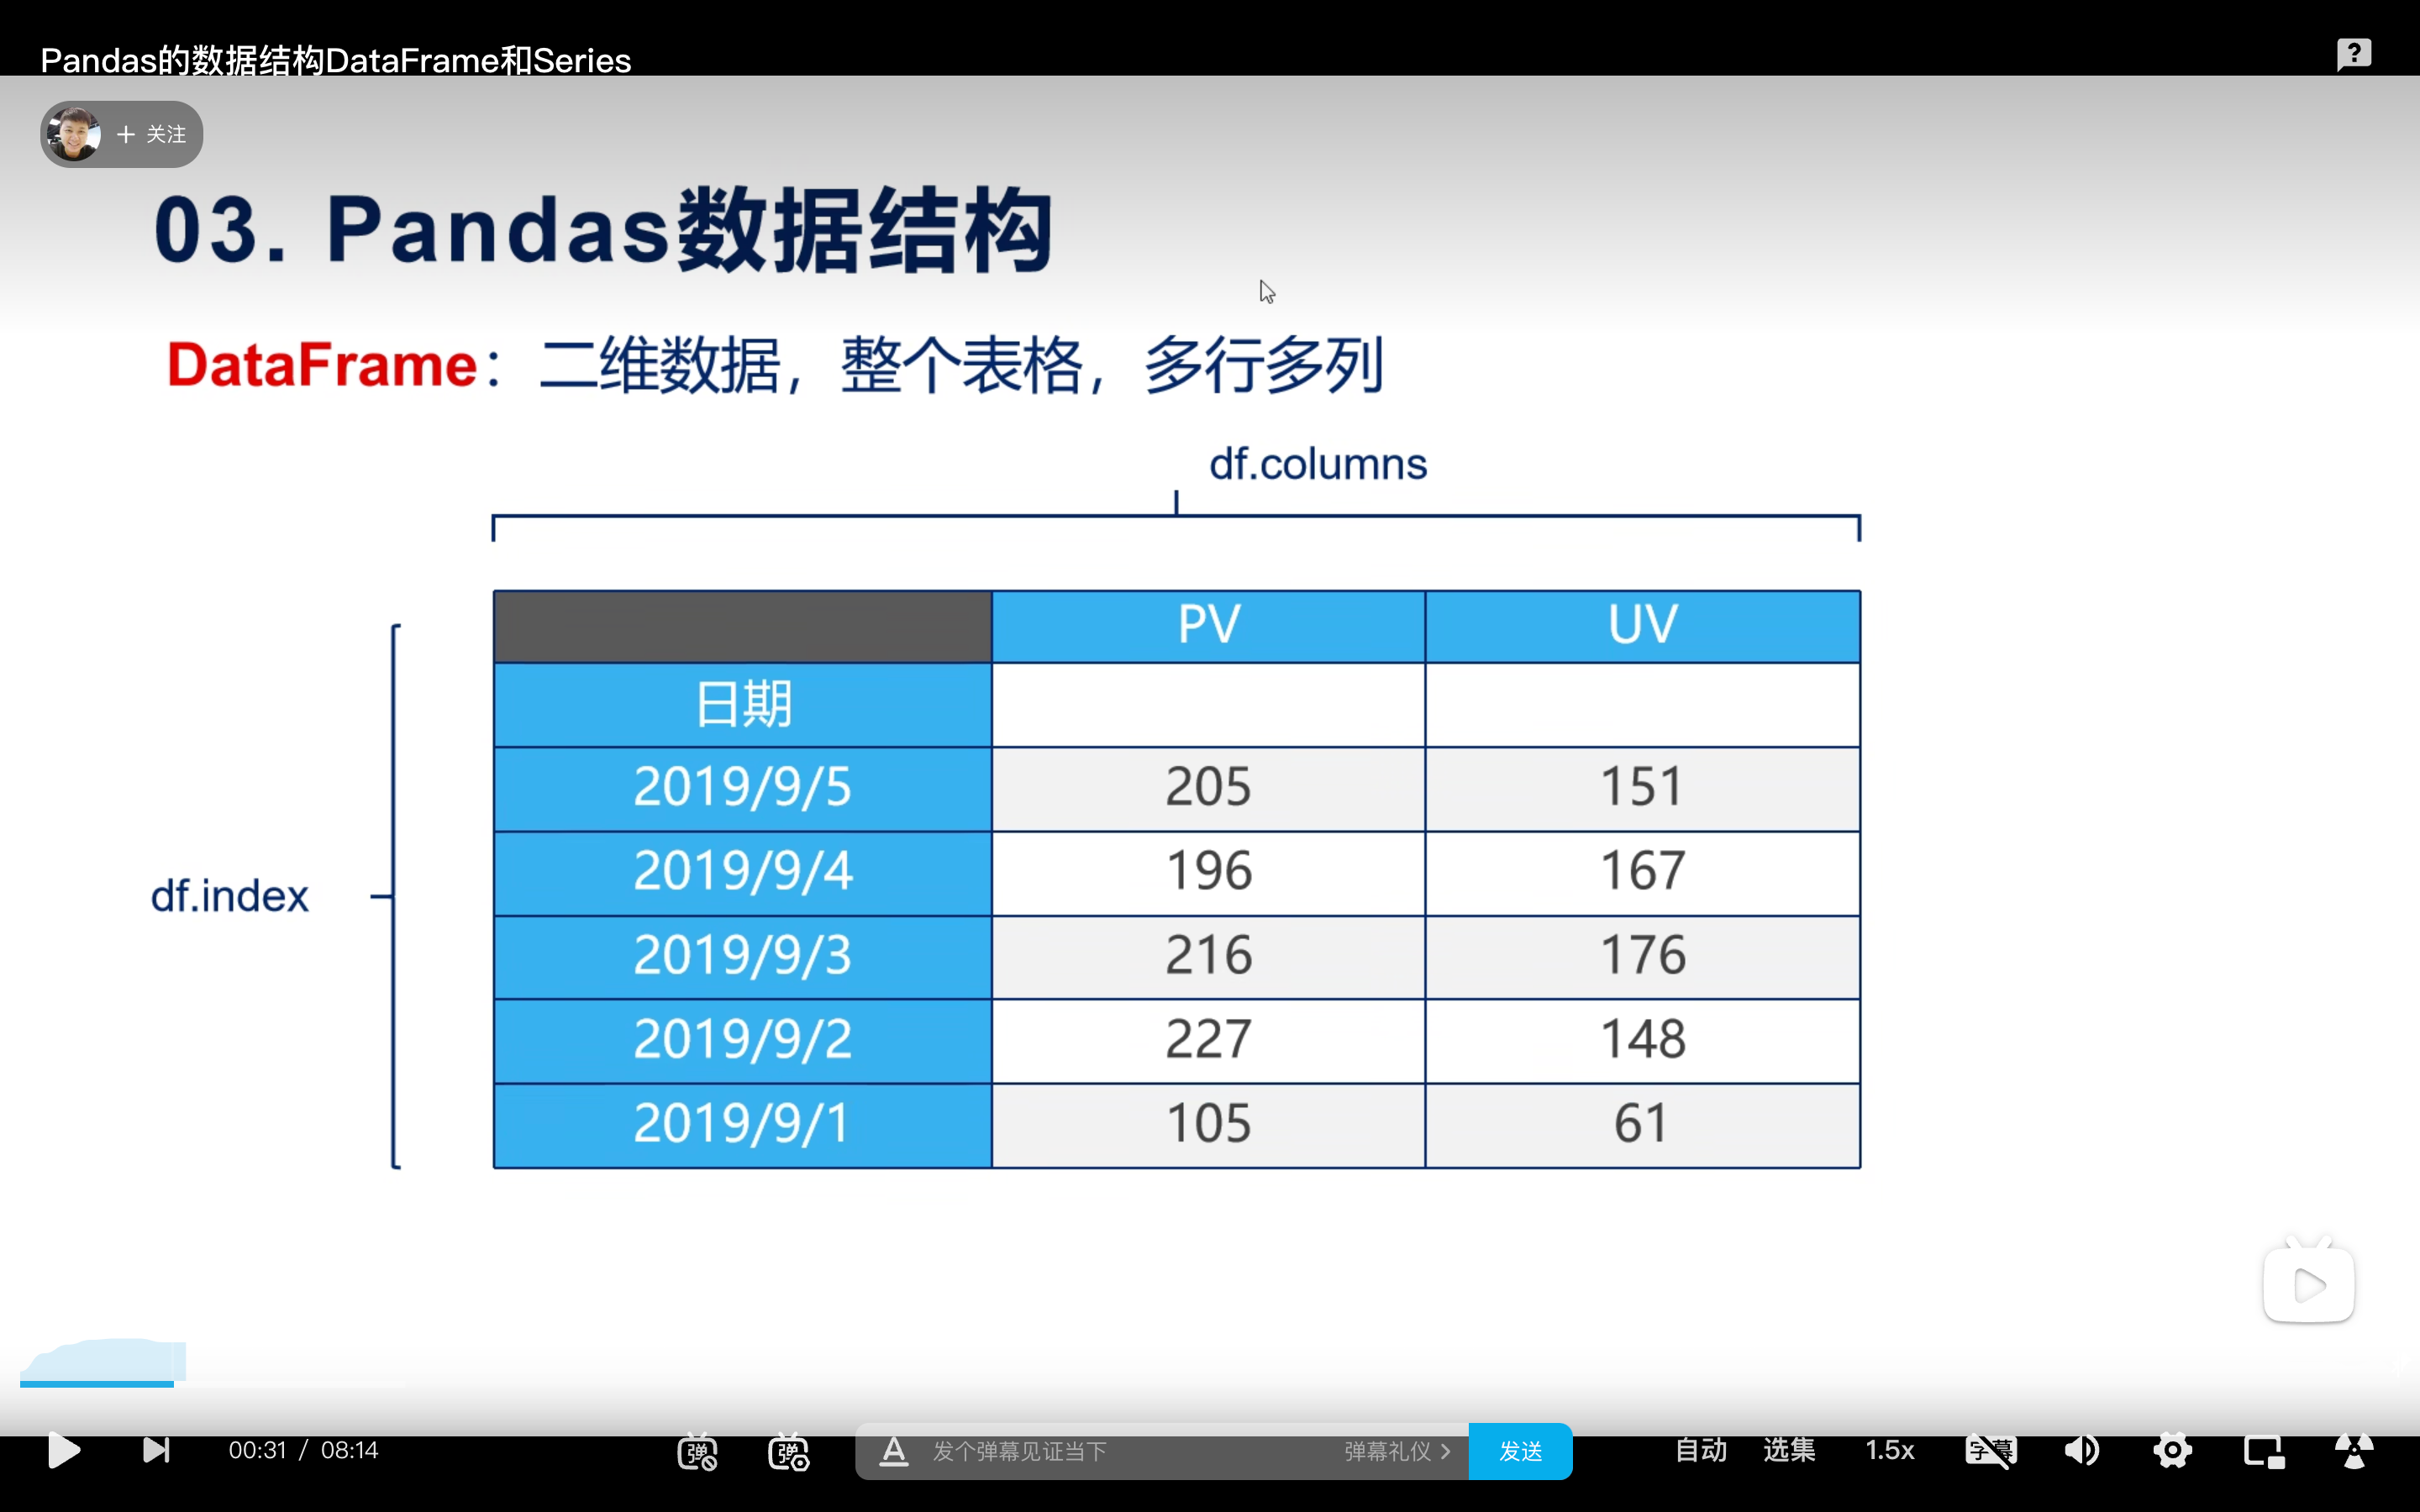 Pandas的数据结构DataFrame和Series
关注
03. Pandas数据结构
DataFrame：二维数据，整个表格，多行多列
df.columns
PV UV
日期
2019/9/5 205 151
2019/9/4 196 167
df.index
2019/9/3 216 176
2019/9/2 227 148
2019/9/1 105 61
00:31 / 08:14
弹
弹
A 发个弹幕见证当下 弹幕礼仪 > 发送
自动 选集 1.5x 字幕